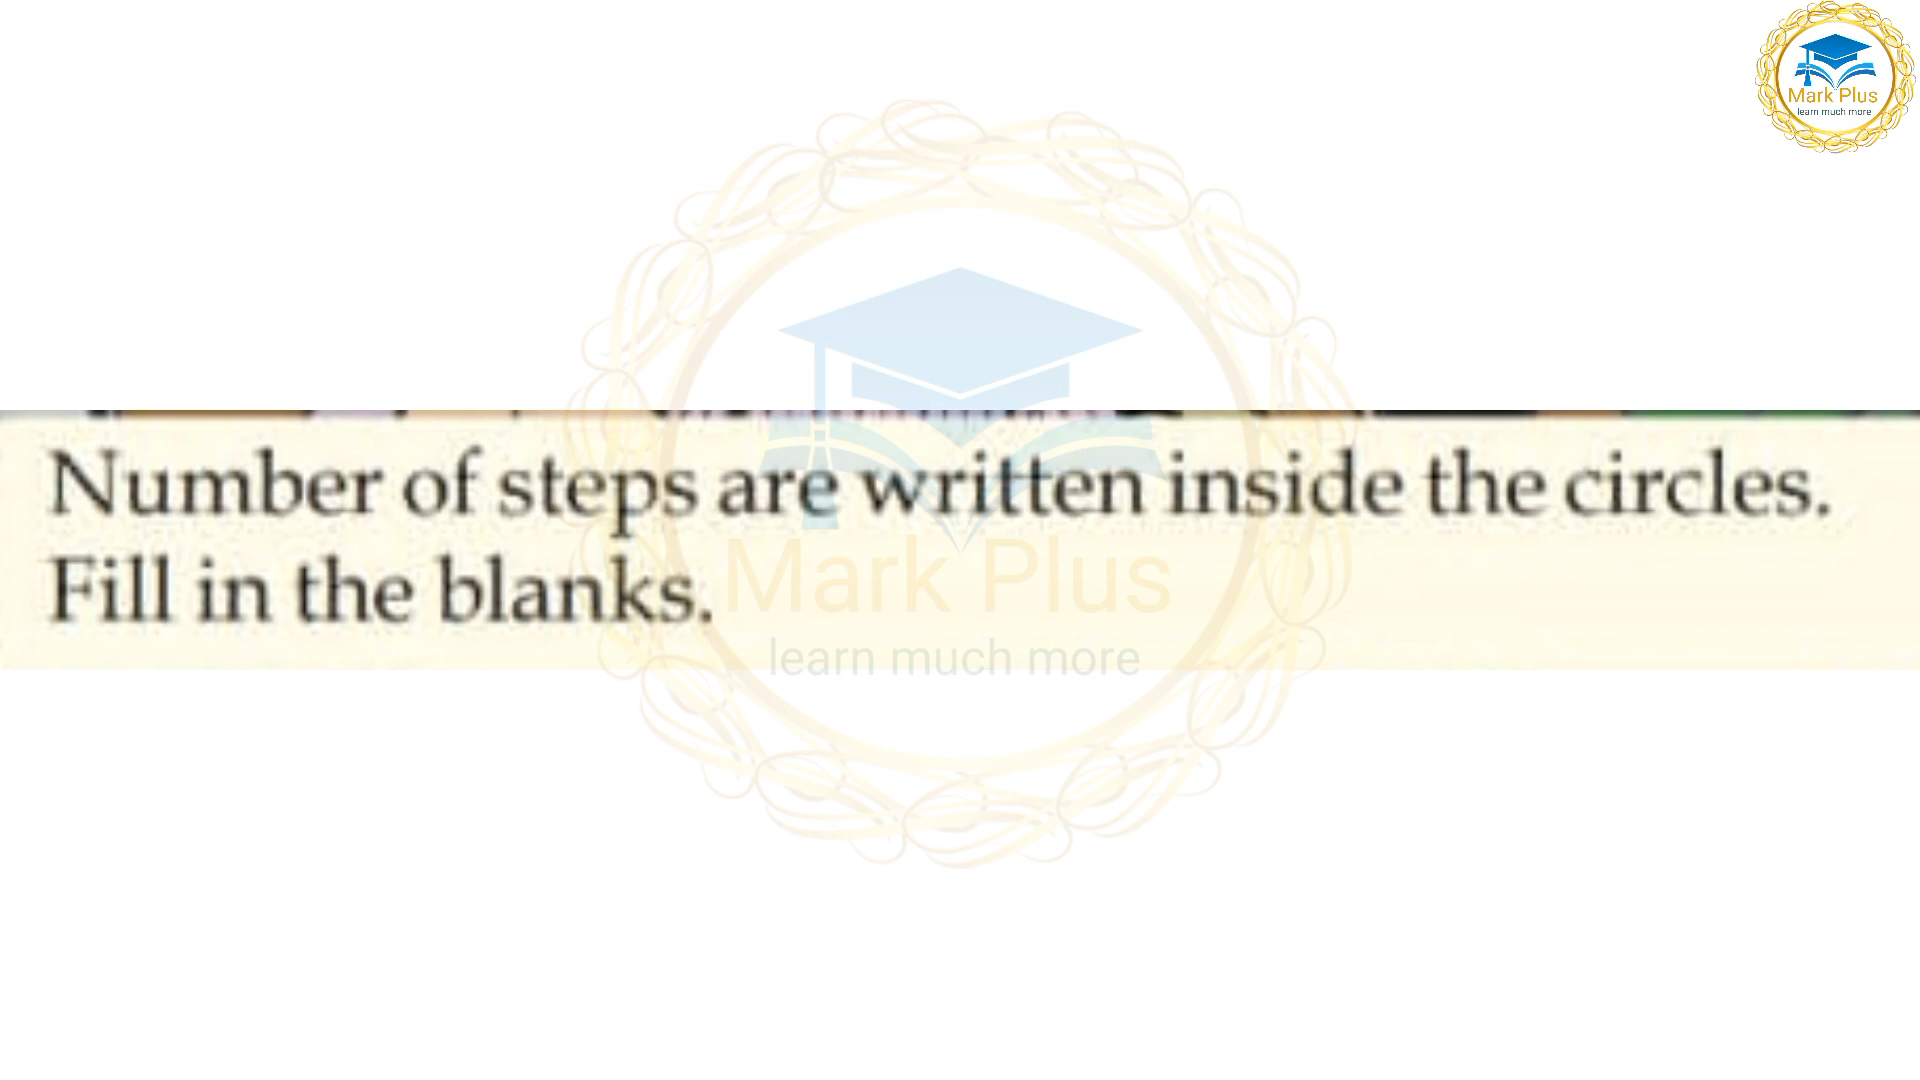 Mark Plus
learn much more
Number of steps are written inside the circles.
Fill in the blanks.
Mark Plus
learn much more